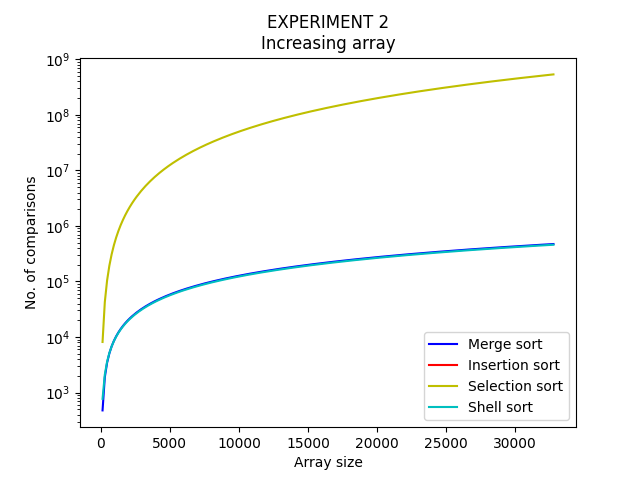 EXPERIMENT 2
Increasing array
10⁹
10⁸
10⁷
10⁶
10⁵
10⁴
10³
No. of comparisons
Merge sort
Insertion sort
Selection sort
Shell sort
0 5000 10000 15000 20000 25000 30000
Array size